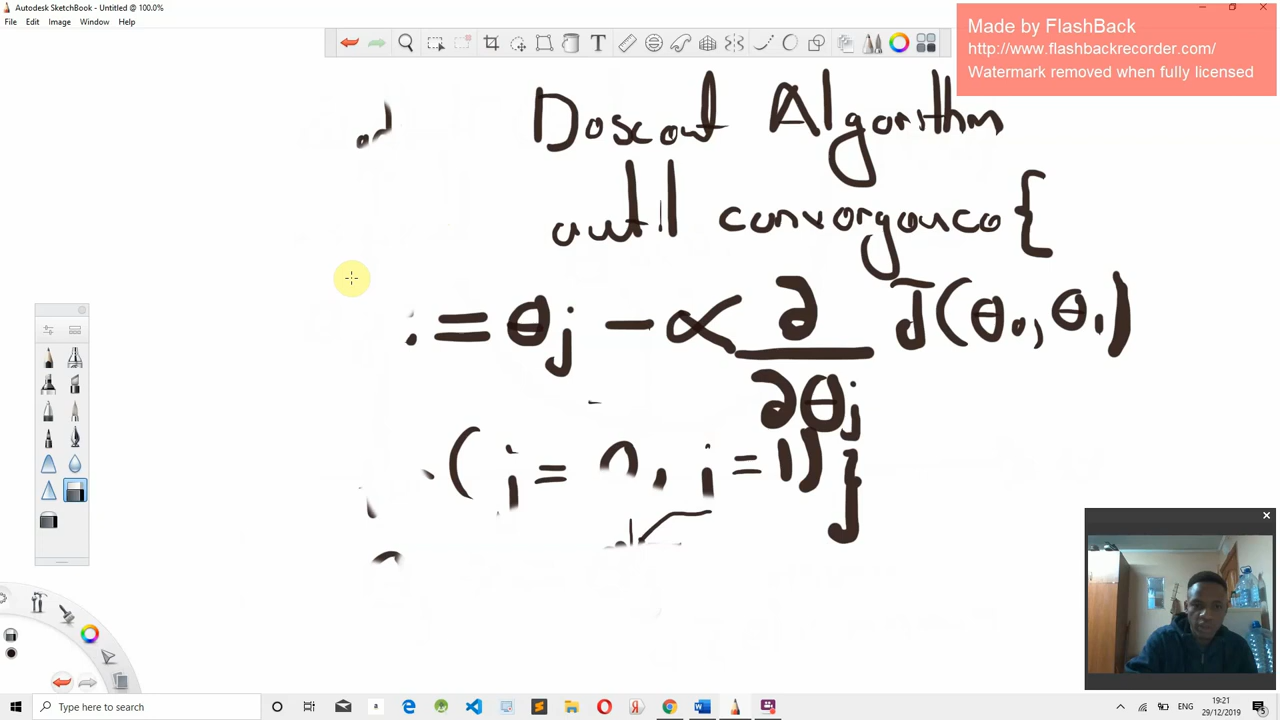 Autodesk SketchBook - Untitled @ 100.0%
File Edit Image Window Help
Made by FlashBack
http://www.flashbackrecorder.com/
Watermark removed when fully licensed
Descent Algorithm
until convergence {
:= θj − α ∂/∂θj J(θ0, θ1)
(j = 0, j = 1) }
Type here to search
a
ENG
19:21
29/12/2019
5